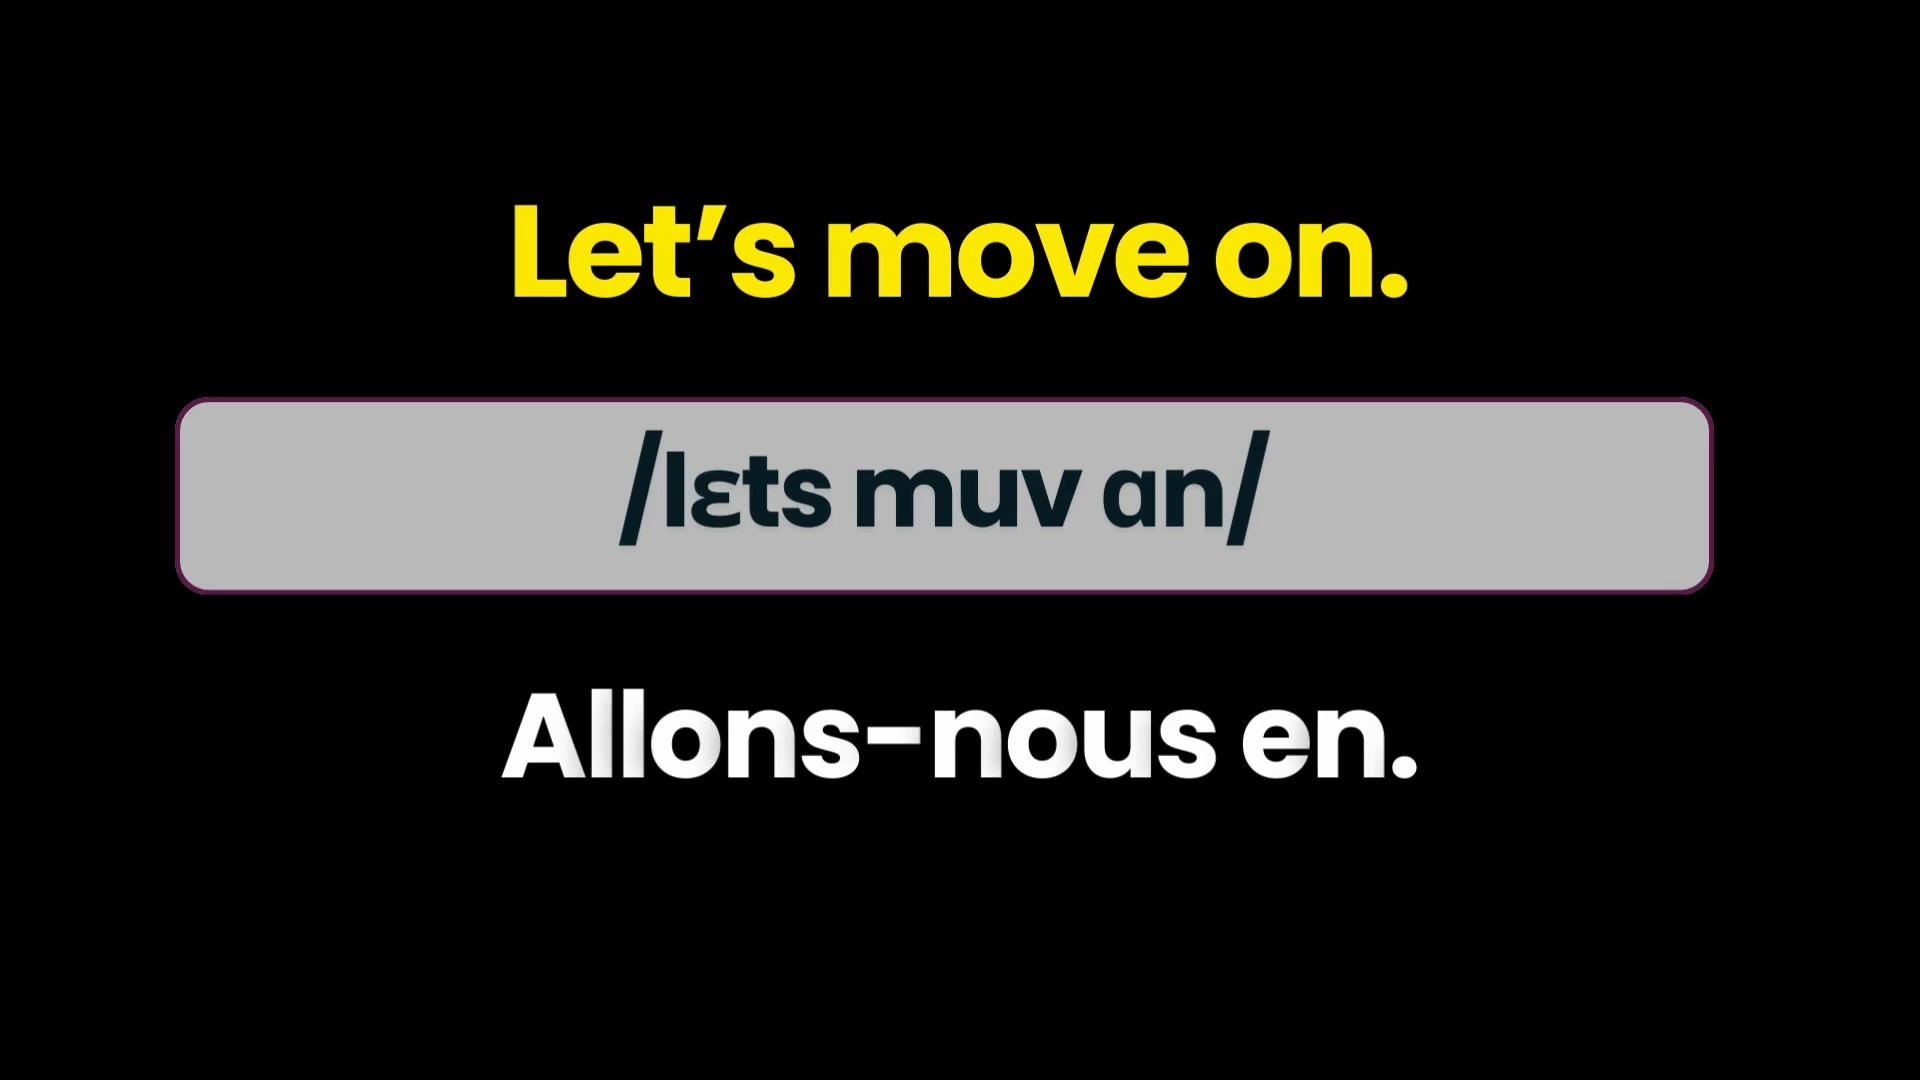 Let’s move on.
/lɛts muv ɑn/
Allons-nous en.